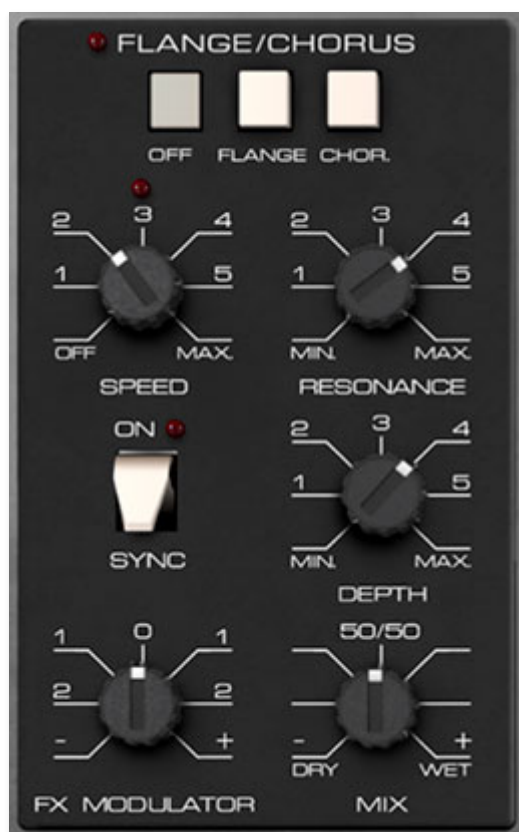 FLANGE/CHORUS
OFF FLANGE CHOR.
2 3 4 2 3 4
1 5 1 5
OFF MAX. MIN. MAX.
SPEED RESONANCE
ON 2 3 4
1 5
SYNC MIN. MAX.
DEPTH
1 0 1 50/50
2 2
- + - +
DRY WET
FX MODULATOR MIX